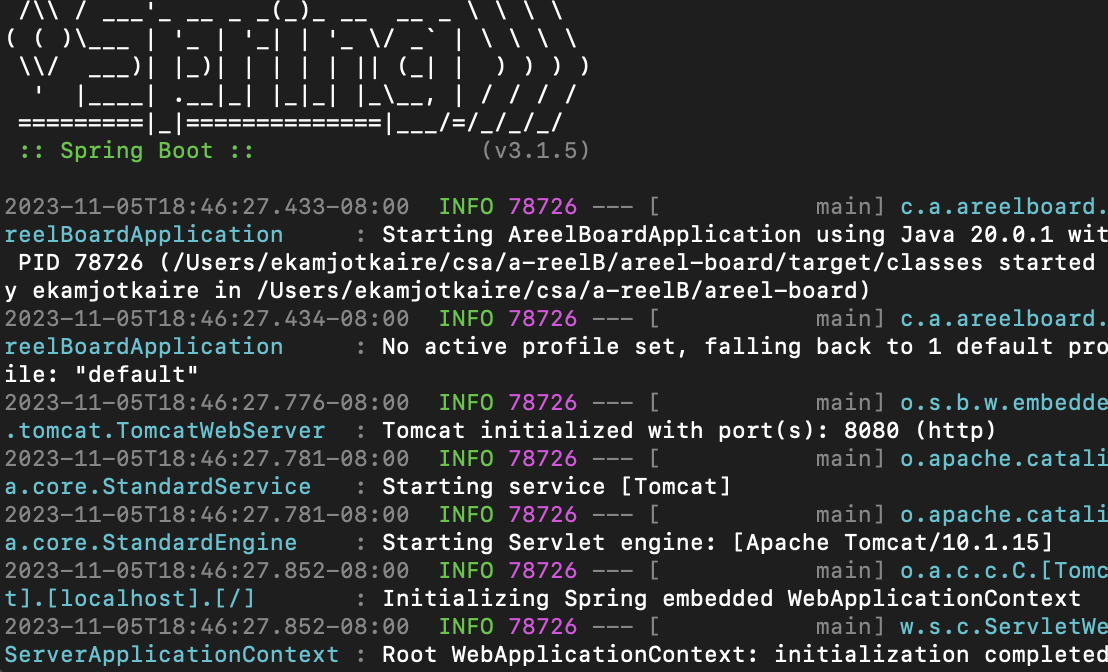 /\\ / ___'_ __ _ _(_)_ __  __ _ \ \ \ \
( ( )\___ | '_ | '_| | '_ \/ _` | \ \ \ \
 \\/  ___)| |_)| | | | | || (_| |  ) ) ) )
  '  |____| .__|_| |_|_| |_\__, | / / / /
 =========|_|==============|___/=/_/_/_/
 :: Spring Boot ::                (v3.1.5)
2023-11-05T18:46:27.433-08:00  INFO 78726 --- [           main] c.a.areelboard.
reelBoardApplication     : Starting AreelBoardApplication using Java 20.0.1 wit
 PID 78726 (/Users/ekamjotkaire/csa/a-reelB/areel-board/target/classes started
y ekamjotkaire in /Users/ekamjotkaire/csa/a-reelB/areel-board)
2023-11-05T18:46:27.434-08:00  INFO 78726 --- [           main] c.a.areelboard.
reelBoardApplication     : No active profile set, falling back to 1 default pro
ile: "default"
2023-11-05T18:46:27.776-08:00  INFO 78726 --- [           main] o.s.b.w.embedde
.tomcat.TomcatWebServer  : Tomcat initialized with port(s): 8080 (http)
2023-11-05T18:46:27.781-08:00  INFO 78726 --- [           main] o.apache.catali
a.core.StandardService   : Starting service [Tomcat]
2023-11-05T18:46:27.781-08:00  INFO 78726 --- [           main] o.apache.catali
a.core.StandardEngine    : Starting Servlet engine: [Apache Tomcat/10.1.15]
2023-11-05T18:46:27.852-08:00  INFO 78726 --- [           main] o.a.c.c.C.[Tomc
t].[localhost].[/]       : Initializing Spring embedded WebApplicationContext
2023-11-05T18:46:27.852-08:00  INFO 78726 --- [           main] w.s.c.ServletWe
ServerApplicationContext : Root WebApplicationContext: initialization completed